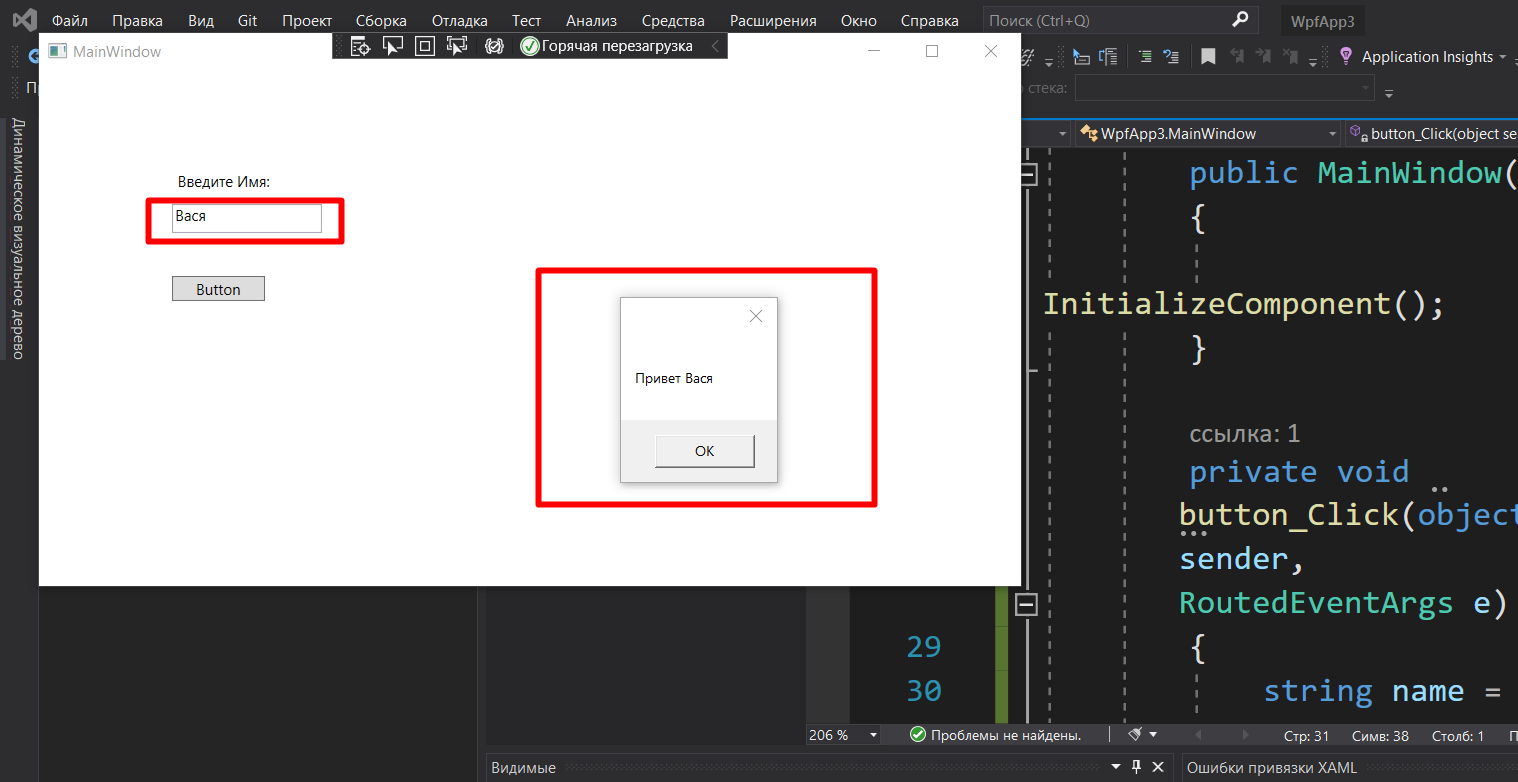 Файл Правка Вид Git Проект Сборка Отладка Тест Анализ Средства Расширения Окно Справка Поиск (Ctrl+Q) WpfApp3
MainWindow
Горячая перезагрузка
Application Insights
стека:
Динамическое визуальное дерево
WpfApp3.MainWindow
button_Click(object se
Введите Имя:
Вася
Button
Привет Вася
OK
public MainWindow(
{
InitializeComponent();
}
ссылка: 1
private void
button_Click(object
sender,
RoutedEventArgs e)
29 {
30 string name =
206 % Проблемы не найдены. Стр: 31 Симв: 38 Столб: 1
Видимые
Ошибки привязки XAML